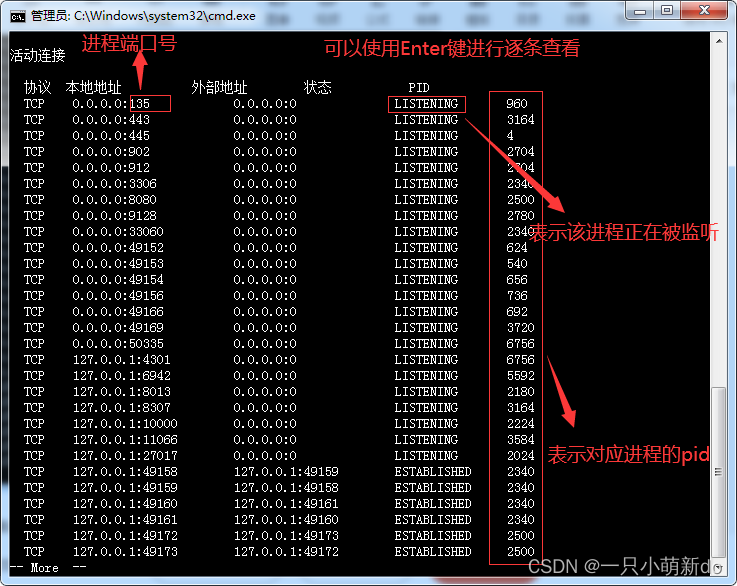 管理员: C:\Windows\system32\cmd.exe
进程端口号
可以使用Enter键进行逐条查看
活动连接
协议 本地地址 外部地址 状态 PID
TCP 0.0.0.0:135 0.0.0.0:0 LISTENING 960
TCP 0.0.0.0:443 0.0.0.0:0 LISTENING 3164
TCP 0.0.0.0:445 0.0.0.0:0 LISTENING 4
TCP 0.0.0.0:902 0.0.0.0:0 LISTENING 2704
TCP 0.0.0.0:912 0.0.0.0:0 LISTENING 2704
TCP 0.0.0.0:3306 0.0.0.0:0 LISTENING 2340
TCP 0.0.0.0:8080 0.0.0.0:0 LISTENING 2500
TCP 0.0.0.0:9128 0.0.0.0:0 LISTENING 2780
TCP 0.0.0.0:33060 0.0.0.0:0 LISTENING 2340
表示该进程正在被监听
TCP 0.0.0.0:49152 0.0.0.0:0 LISTENING 624
TCP 0.0.0.0:49153 0.0.0.0:0 LISTENING 540
TCP 0.0.0.0:49154 0.0.0.0:0 LISTENING 656
TCP 0.0.0.0:49156 0.0.0.0:0 LISTENING 736
TCP 0.0.0.0:49166 0.0.0.0:0 LISTENING 692
TCP 0.0.0.0:49169 0.0.0.0:0 LISTENING 3720
TCP 0.0.0.0:50335 0.0.0.0:0 LISTENING 6756
TCP 127.0.0.1:4301 0.0.0.0:0 LISTENING 6756
TCP 127.0.0.1:6942 0.0.0.0:0 LISTENING 5592
TCP 127.0.0.1:8013 0.0.0.0:0 LISTENING 2180
TCP 127.0.0.1:8307 0.0.0.0:0 LISTENING 3164
TCP 127.0.0.1:10000 0.0.0.0:0 LISTENING 2224
TCP 127.0.0.1:11066 0.0.0.0:0 LISTENING 3584
TCP 127.0.0.1:27017 0.0.0.0:0 LISTENING 2024
表示对应进程的pid
TCP 127.0.0.1:49158 127.0.0.1:49159 ESTABLISHED 2340
TCP 127.0.0.1:49159 127.0.0.1:49158 ESTABLISHED 2340
TCP 127.0.0.1:49160 127.0.0.1:49161 ESTABLISHED 2340
TCP 127.0.0.1:49161 127.0.0.1:49160 ESTABLISHED 2340
TCP 127.0.0.1:49172 127.0.0.1:49173 ESTABLISHED 2500
TCP 127.0.0.1:49173 127.0.0.1:49172 ESTABLISHED 2500
-- More --
CSDN @一只小萌新do